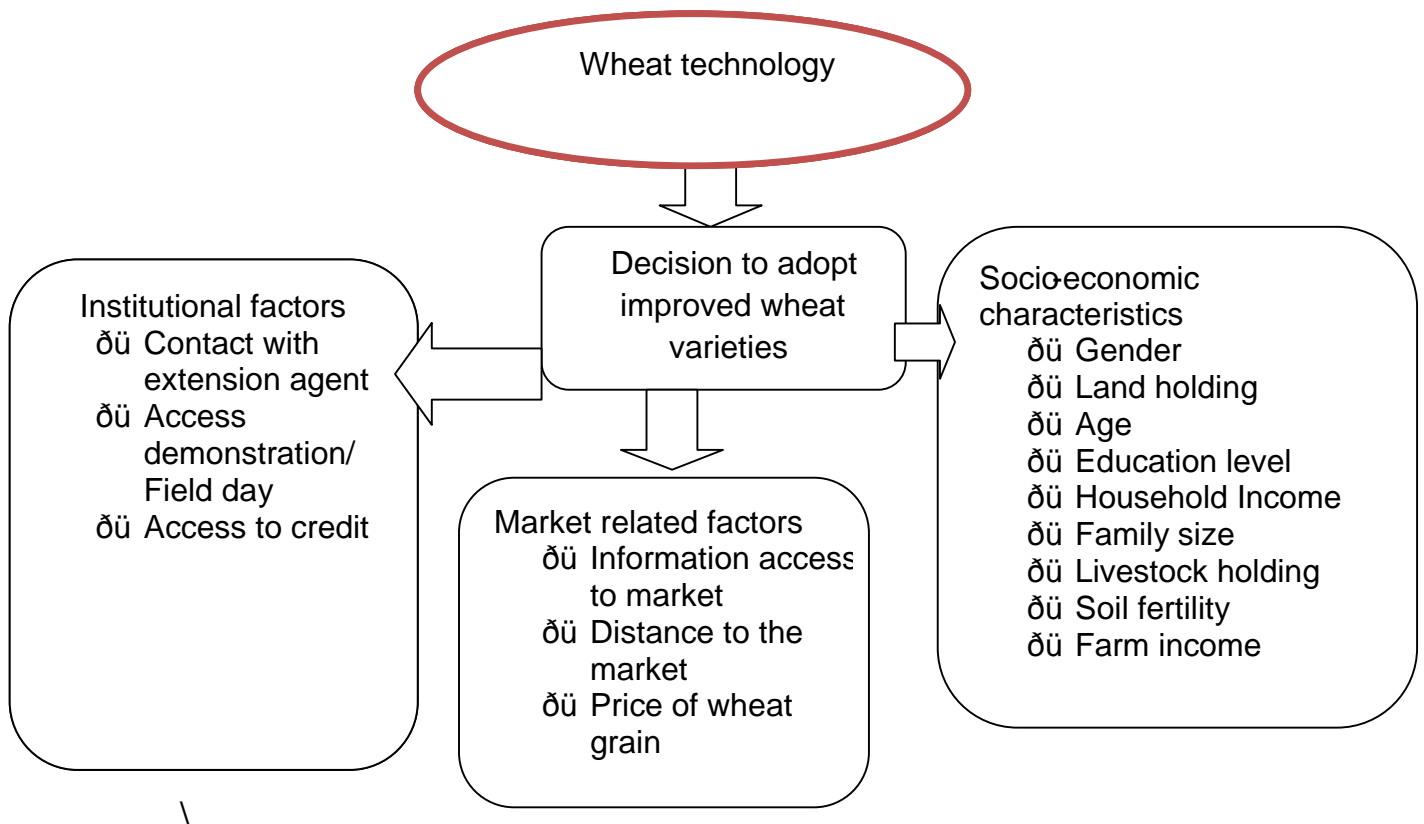 Wheat technology
Decision to adopt
improved wheat
varieties
Institutional factors
ðü Contact with
extension agent
ðü Access
demonstration/
Field day
ðü Access to credit
Market related factors
ðü Information access
to market
ðü Distance to the
market
ðü Price of wheat
grain
Socio-economic
characteristics
ðü Gender
ðü Land holding
ðü Age
ðü Education level
ðü Household Income
ðü Family size
ðü Livestock holding
ðü Soil fertility
ðü Farm income
\